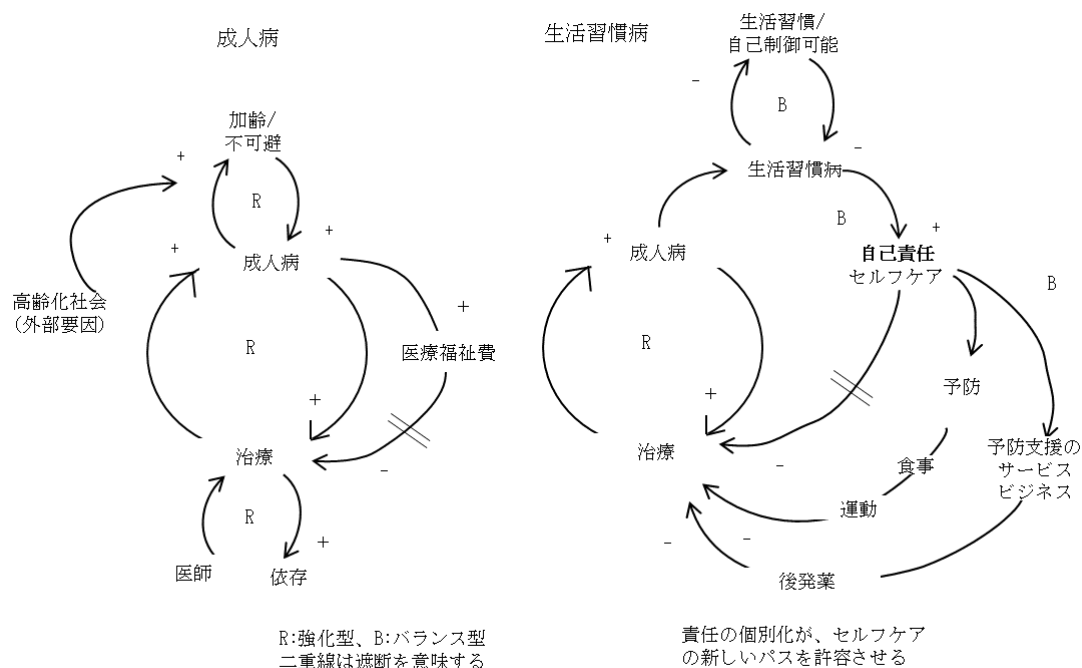 成人病
加齢/
不可避
+
R
+
+
成人病
高齢化社会
(外部要因)
+
R
医療福祉費
+
治療
-
R
+
医師
依存
R:強化型、B:バランス型
二重線は遮断を意味する
生活習慣病
生活習慣/
自己制御可能
-
B
-
生活習慣病
B
+
+
成人病
自己責任
セルフケア
B
R
予防
+
治療
-
予防支援の
サービス
ビジネス
食事
運動
-
-
後発薬
責任の個別化が、セルフケア
の新しいパスを許容させる